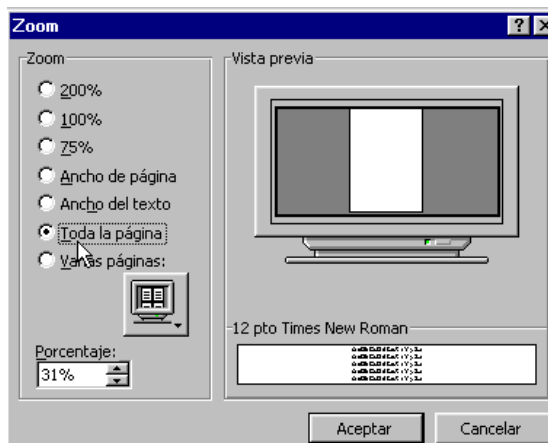 Zoom
Zoom
200%
100%
75%
Ancho de página
Ancho del texto
Toda la página
Varias páginas:
Porcentaje:
31%
Vista previa
12 pto Times New Roman
Aceptar
Cancelar